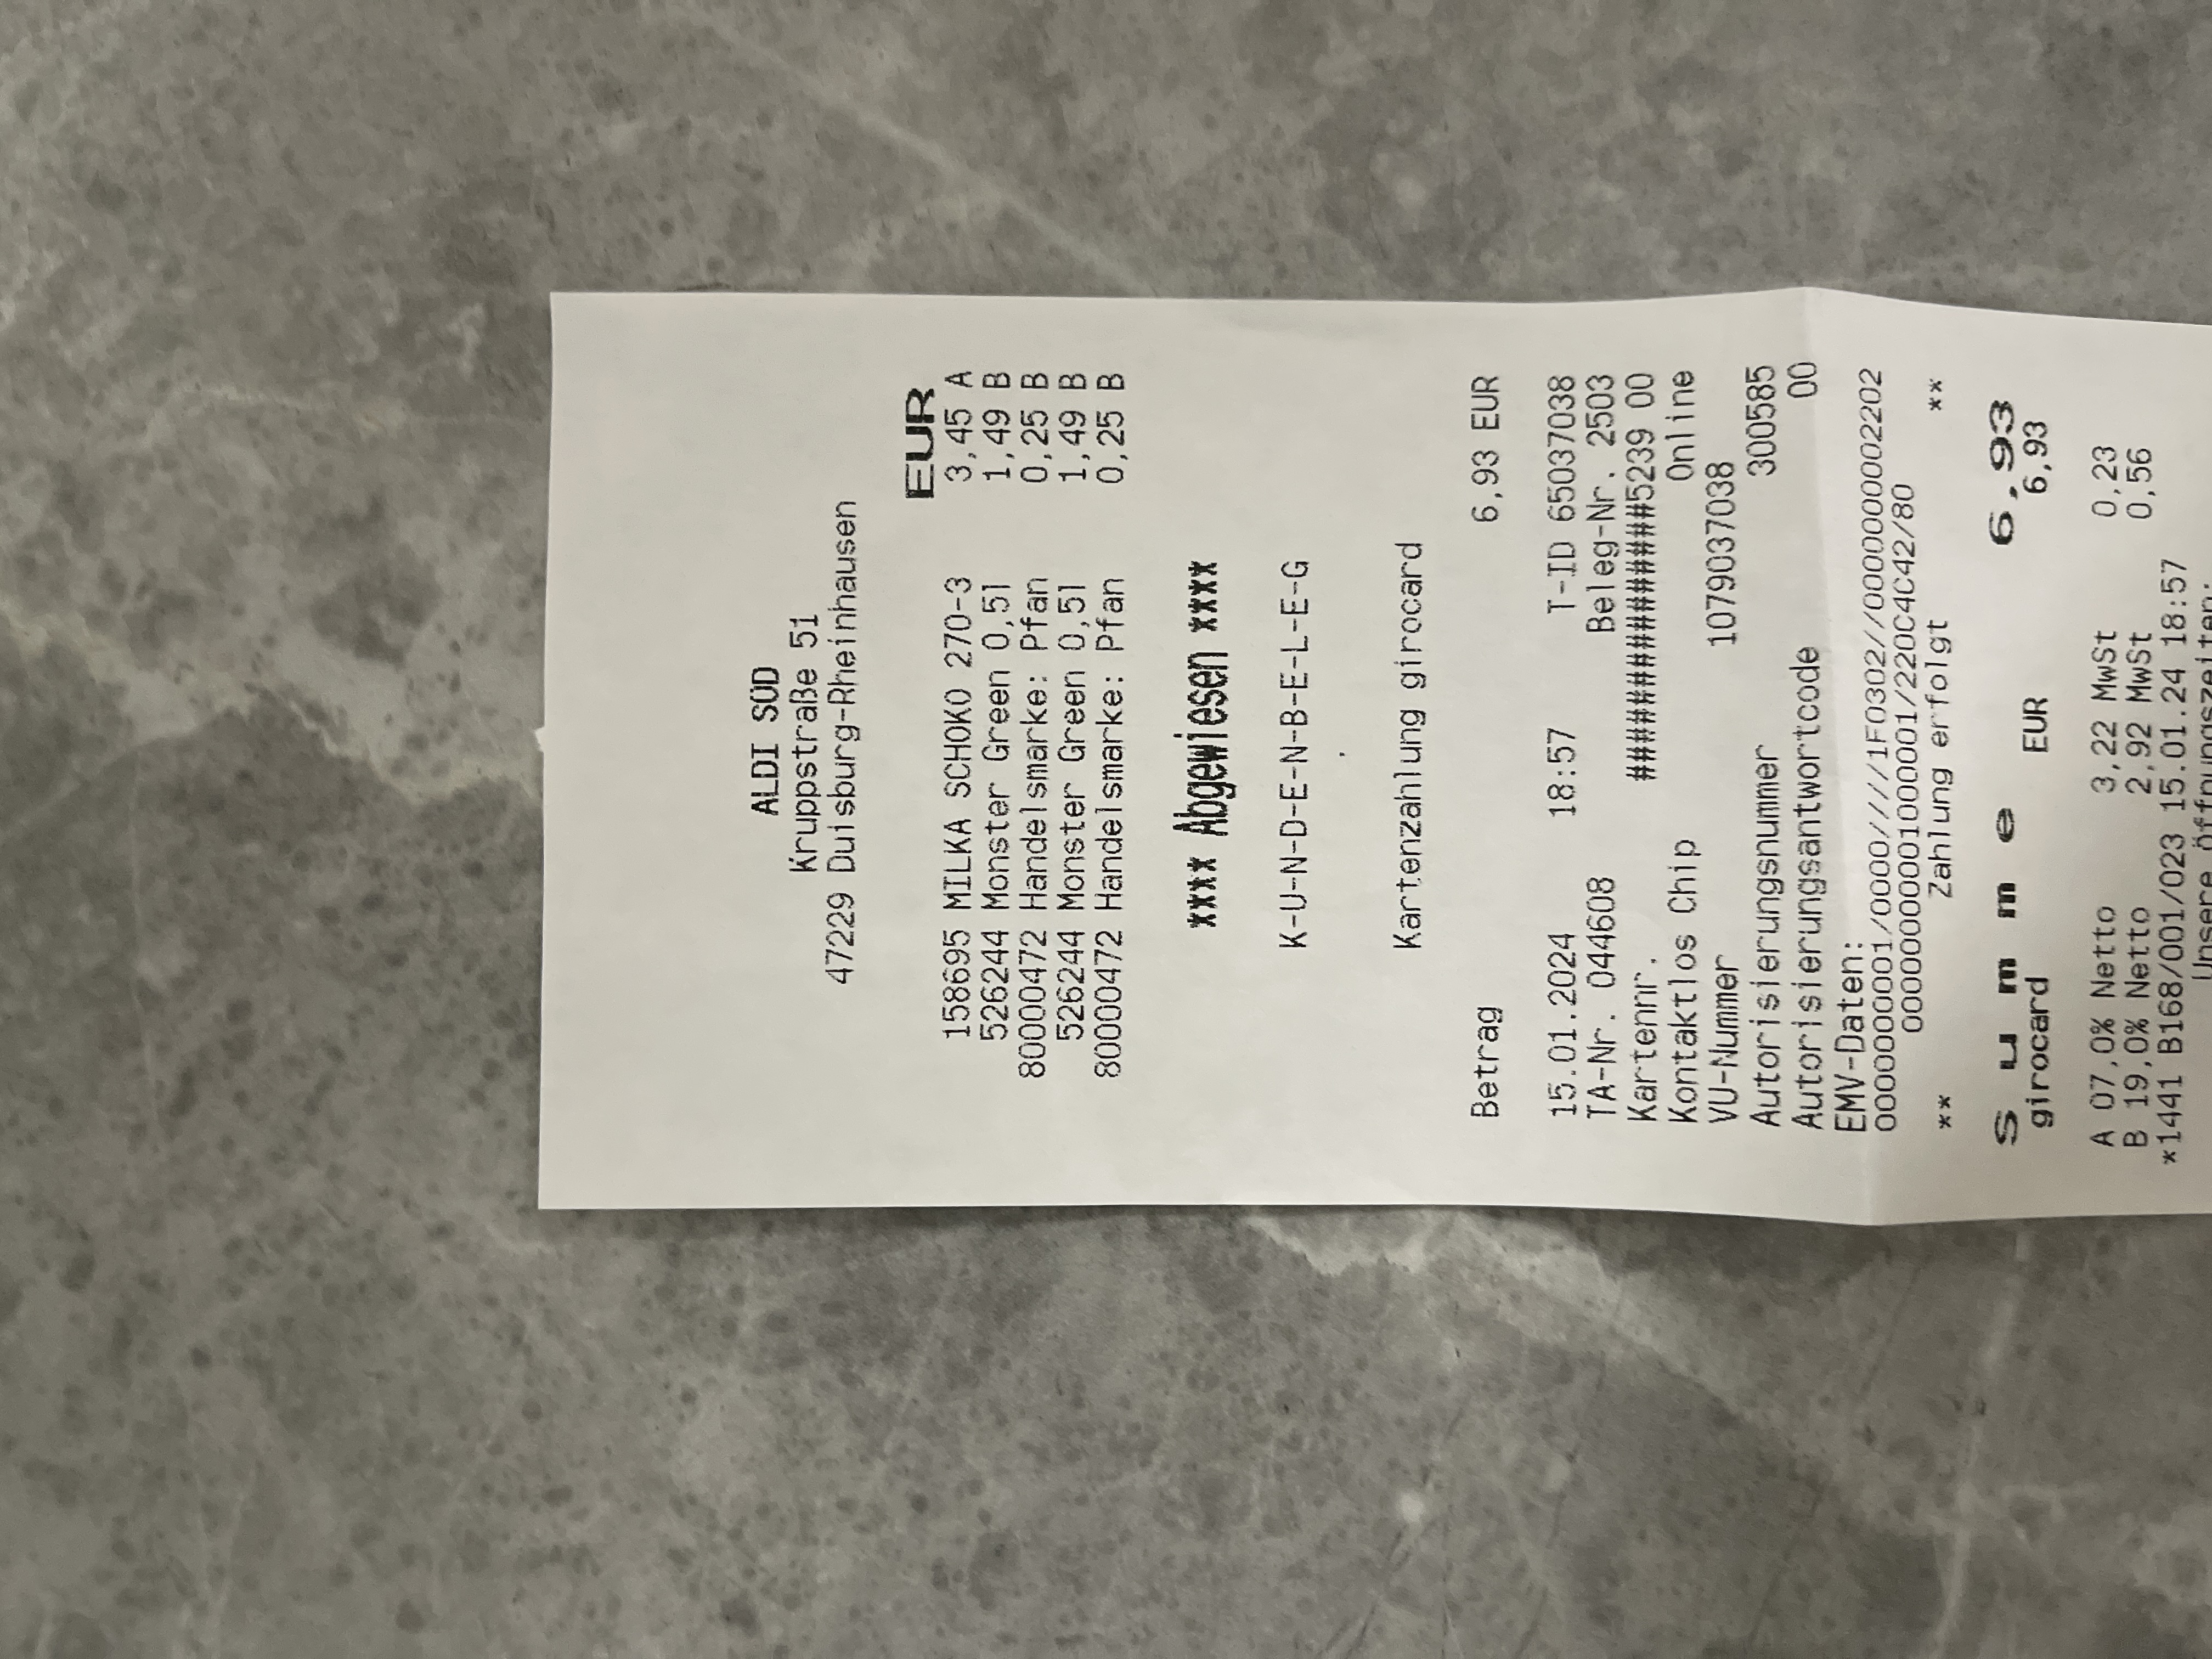 ALDI SÜD
Kruppstraße 51
47229 Duisburg-Rheinhausen
EUR
158695 MILKA SCHOKO 270-3 3,45 A
526244 Monster Green 0,5l 1,49 B
80000472 Handelsmarke: Pfan 0,25 B
526244 Monster Green 0,5l 1,49 B
80000472 Handelsmarke: Pfan 0,25 B
**** Abgewiesen ****
K-U-N-D-E-N-B-E-L-E-G
.
Kartenzahlung girocard
Betrag 6,93 EUR
15.01.2024 18:57 T-ID 65037038
TA-Nr. 044608 Beleg-Nr. 2503
Kartennr. ###############5239 00
Kontaktlos Chip Online
VU-Nummer 1079037038
Autorisierungsnummer 300585
Autorisierungsantwortcode 00
EMV-Daten:
0000000001/0000////1F0302//0000000002202
00000000001000001/220C4C42/80
** Zahlung erfolgt **
Summe 6,93
girocard EUR 6,93
A 07,0% Netto 3,22 MwSt 0,23
B 19,0% Netto 2,92 MwSt 0,56
*1441 B168/001/023 15.01.24 18:57
Unsere Öffnungszeiten: